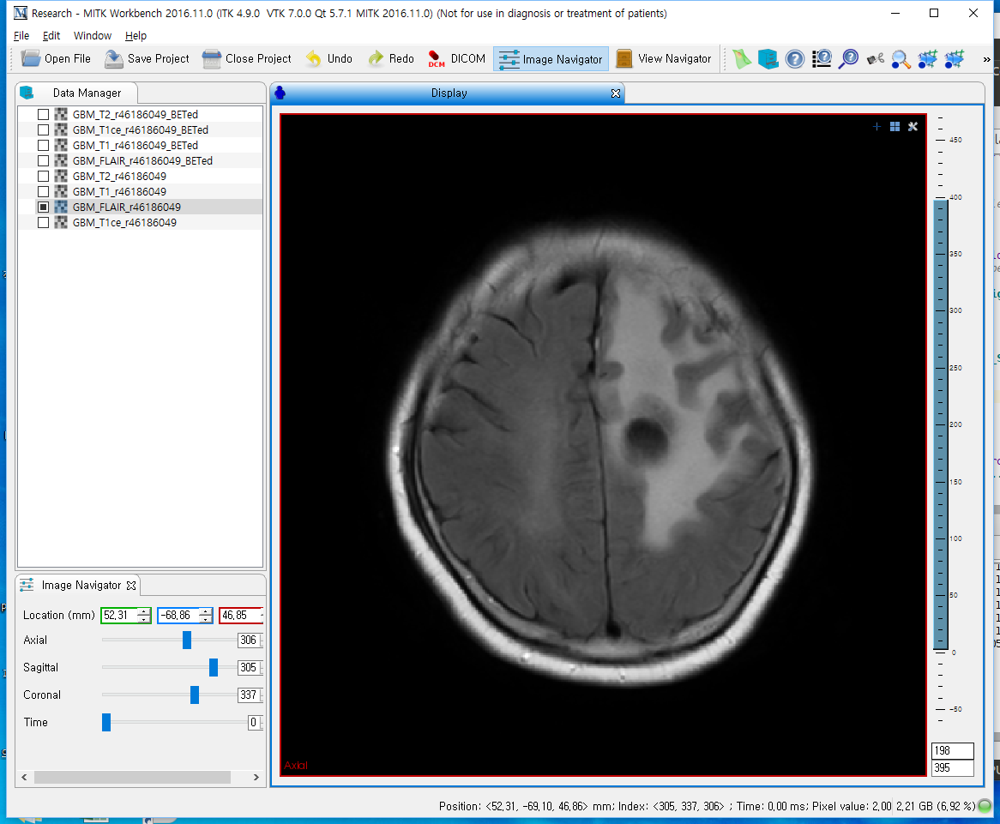 Research - MITK Workbench 2016.11.0 (ITK 4.9.0 VTK 7.0.0 Qt 5.7.1 MITK 2016.11.0) (Not for use in diagnosis or treatment of patients)
File Edit Window Help
Open File Save Project Close Project Undo Redo DCM DICOM Image Navigator View Navigator »
Data Manager
GBM_T2_r46186049_BETed
GBM_T1ce_r46186049_BETed
GBM_T1_r46186049_BETed
GBM_FLAIR_r46186049_BETed
GBM_T2_r46186049
GBM_T1_r46186049
GBM_FLAIR_r46186049
GBM_T1ce_r46186049
Image Navigator
Location (mm) 52,31 -68,86 46,85
Axial 306
Sagittal 305
Coronal 337
Time 0
Display
Axial
450
400
350
300
250
200
150
100
50
0
-50
198
395
Position: <52,31, -69,10, 46,86> mm; Index: <305, 337, 306> ; Time: 0,00 ms; Pixel value: 2,00 2,21 GB (6,92 %)